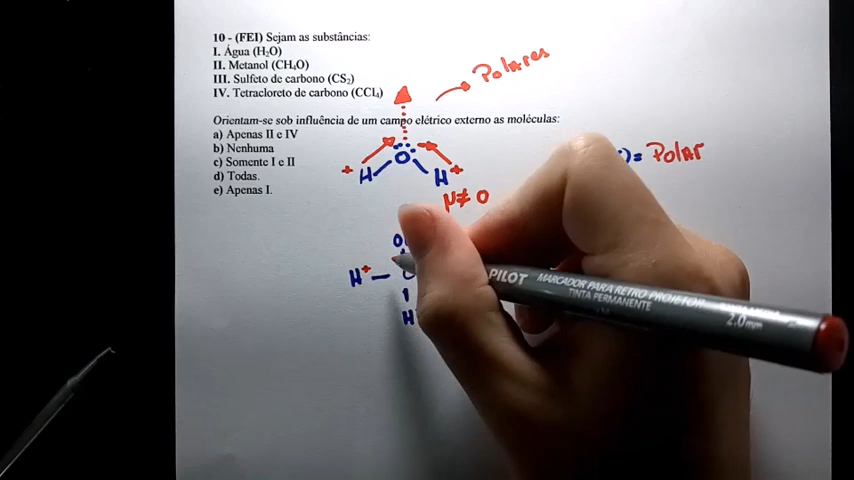 10 - (FEI) Sejam as substâncias:
I. Água (H₂O)
II. Metanol (CH₄O)
III. Sulfeto de carbono (CS₂)
IV. Tetracloreto de carbono (CCl₄)
Polares
Orientam-se sob influência de um campo elétrico externo as moléculas:
a) Apenas II e IV
b) Nenhuma
c) Somente I e II
d) Todas.
e) Apenas I.
O
+ H H +
μ ≠ 0
)= Polar
O
H+ — C
H
PILOT MARCADOR PARA RETRO PROJETOR
TINTA PERMANENTE
2.0mm